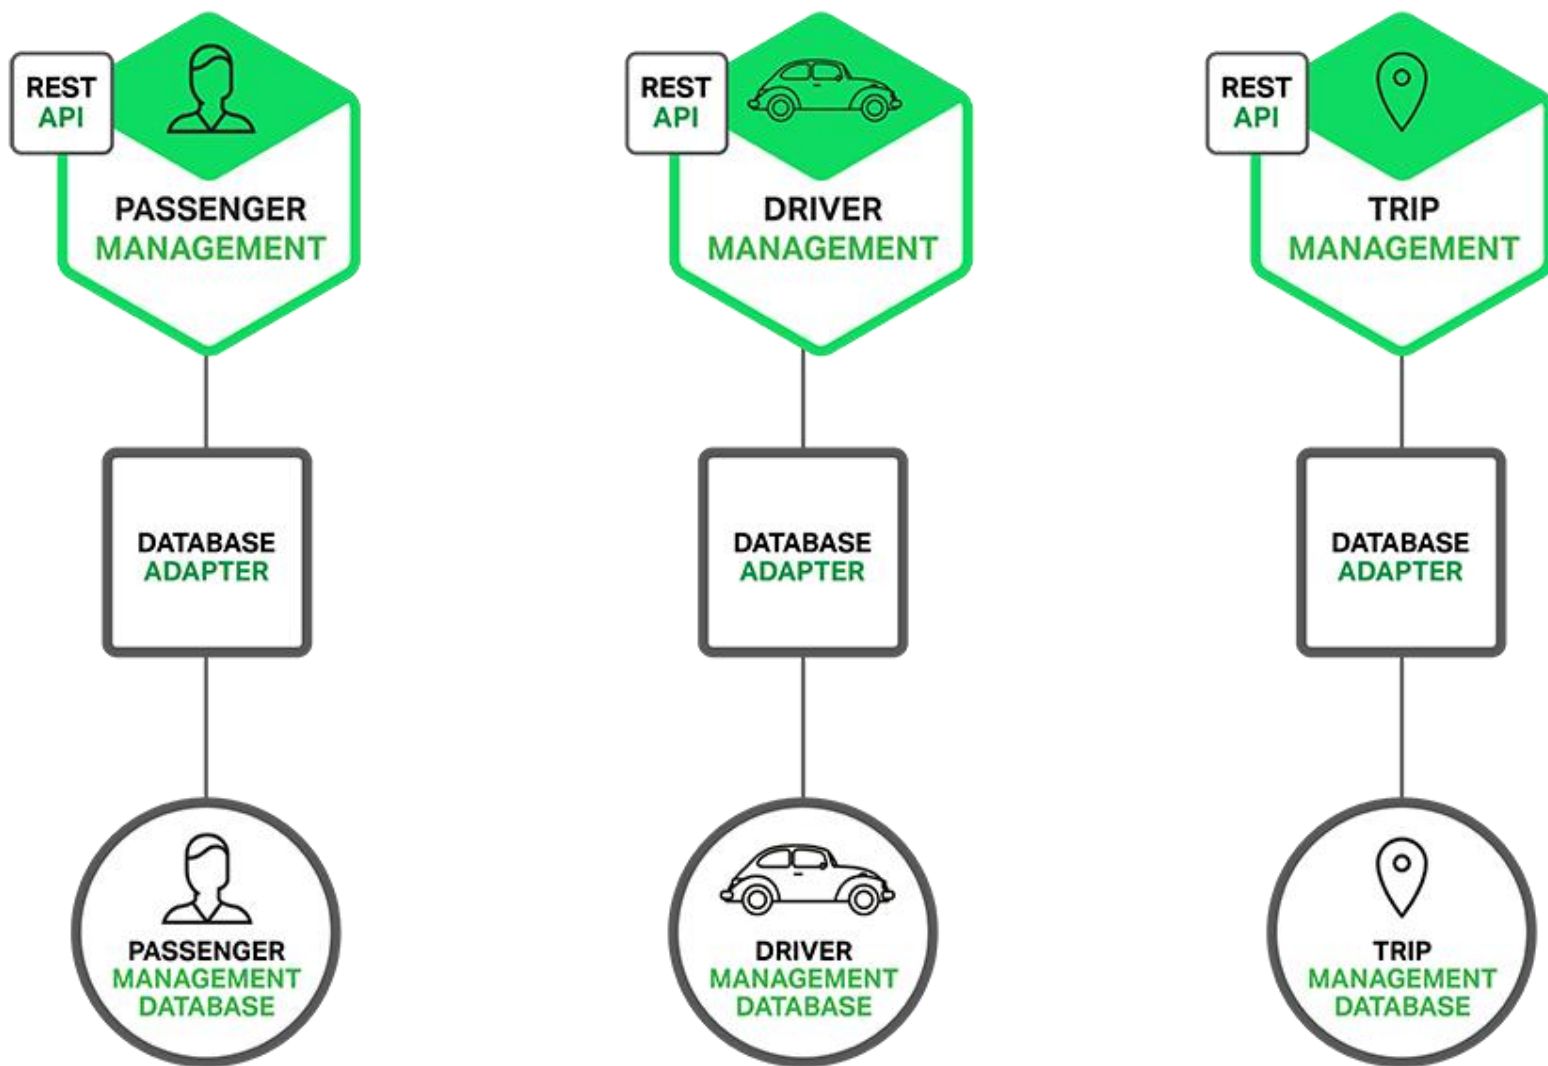 REST
API
PASSENGER
MANAGEMENT
REST
API
DRIVER
MANAGEMENT
REST
API
TRIP
MANAGEMENT
DATABASE
ADAPTER
DATABASE
ADAPTER
DATABASE
ADAPTER
PASSENGER
MANAGEMENT
DATABASE
DRIVER
MANAGEMENT
DATABASE
TRIP
MANAGEMENT
DATABASE